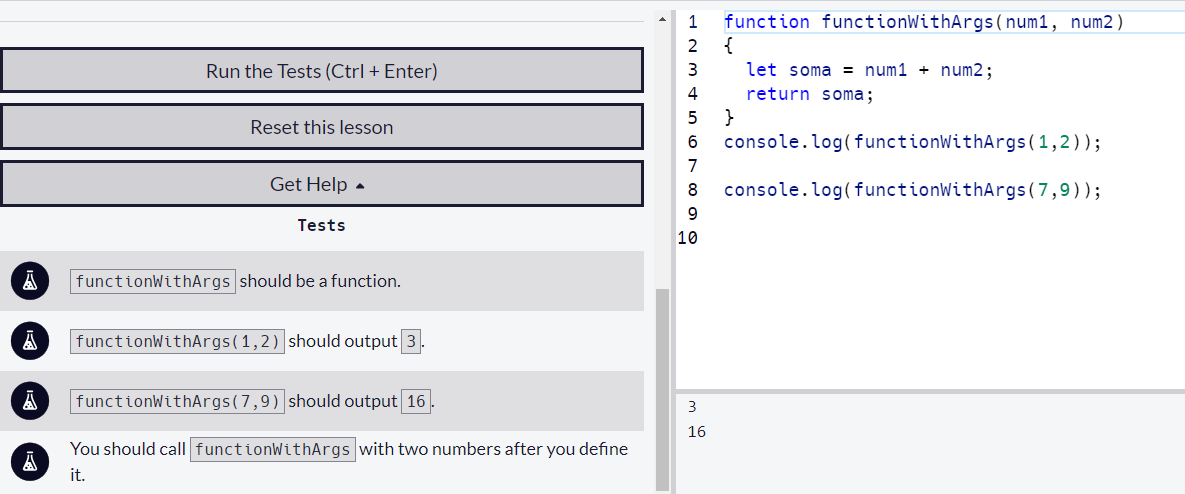 Run the Tests (Ctrl + Enter)
Reset this lesson
Get Help
Tests
functionWithArgs should be a function.
functionWithArgs(1,2) should output 3.
functionWithArgs(7,9) should output 16.
You should call functionWithArgs with two numbers after you define
it.
1 function functionWithArgs(num1, num2)
2 {
3   let soma = num1 + num2;
4   return soma;
5 }
6 console.log(functionWithArgs(1,2));
7
8 console.log(functionWithArgs(7,9));
9
10
3
16